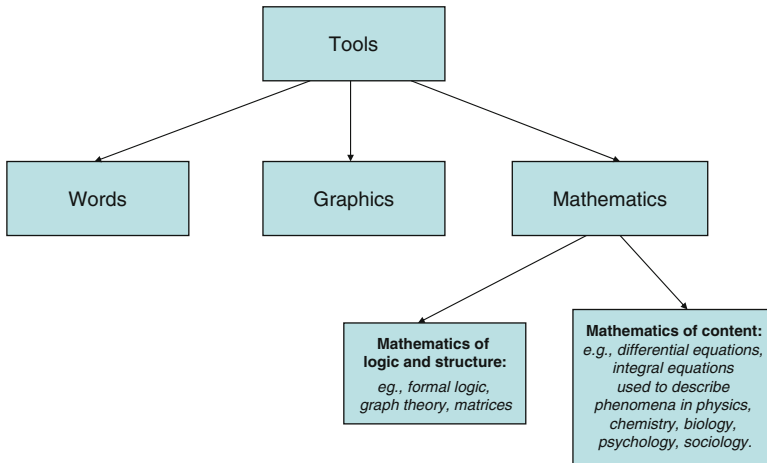 Tools
Words
Graphics
Mathematics
Mathematics of
logic and structure:
eg., formal logic,
graph theory, matrices
Mathematics of content:
e.g., differential equations,
integral equations
used to describe
phenomena in physics,
chemistry, biology,
psychology, sociology.